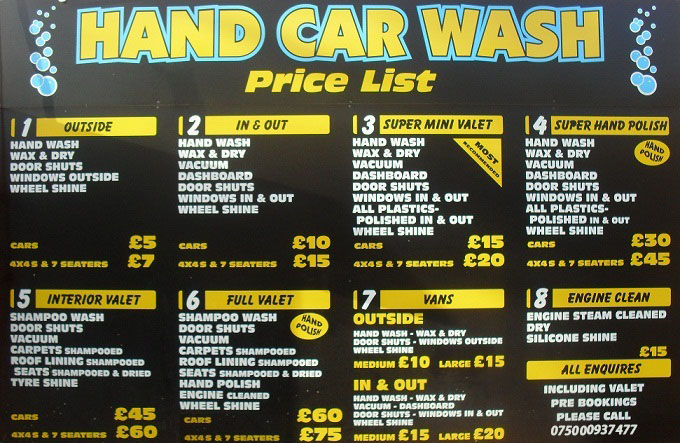 HAND CAR WASH
Price List
1 OUTSIDE
HAND WASH
WAX & DRY
DOOR SHUTS
WINDOWS OUTSIDE
WHEEL SHINE
CARS £5
4X4S & 7 SEATERS £7
2 IN & OUT
HAND WASH
WAX & DRY
VACUUM
DASHBOARD
DOOR SHUTS
WINDOWS IN & OUT
WHEEL SHINE
CARS £10
4X4S & 7 SEATERS £15
3 SUPER MINI VALET
MOST RECOMMENDED
HAND WASH
WAX & DRY
VACUUM
DASHBOARD
DOOR SHUTS
WINDOWS IN & OUT
ALL PLASTICS-
POLISHED IN & OUT
WHEEL SHINE
CARS £15
4X4S & 7 SEATERS £20
4 SUPER HAND POLISH
HAND
POLISH
HAND WASH
WAX & DRY
VACUUM
DASHBOARD
DOOR SHUTS
WINDOWS IN & OUT
ALL PLASTICS-
POLISHED IN & OUT
WHEEL SHINE
CARS £30
4X4S & 7 SEATERS £45
5 INTERIOR VALET
SHAMPOO WASH
DOOR SHUTS
VACUUM
CARPETS SHAMPOOED
ROOF LINING SHAMPOOED
SEATS SHAMPOOED & DRIED
TYRE SHINE
CARS £45
4X4S & 7 SEATERS £60
6 FULL VALET
HAND
POLISH
SHAMPOO WASH
DOOR SHUTS
VACUUM
CARPETS SHAMPOOED
ROOF LINING SHAMPOOED
SEATS SHAMPOOED & DRIED
HAND POLISH
ENGINE CLEANED
WHEEL SHINE
CARS £60
4X4S & 7 SEATERS £75
7 VANS
OUTSIDE
HAND WASH - WAX & DRY
DOOR SHUTS - WINDOWS OUTSIDE
WHEEL SHINE
MEDIUM £10 LARGE £15
IN & OUT
HAND WASH - WAX & DRY
VACUUM - DASHBOARD
DOOR SHUTS - WINDOWS IN & OUT
WHEEL SHINE
MEDIUM £15 LARGE £20
8 ENGINE CLEAN
ENGINE STEAM CLEANED
DRY
SILICONE SHINE
£15
ALL ENQUIRES
INCLUDING VALET
PRE BOOKINGS
PLEASE CALL
075000937477